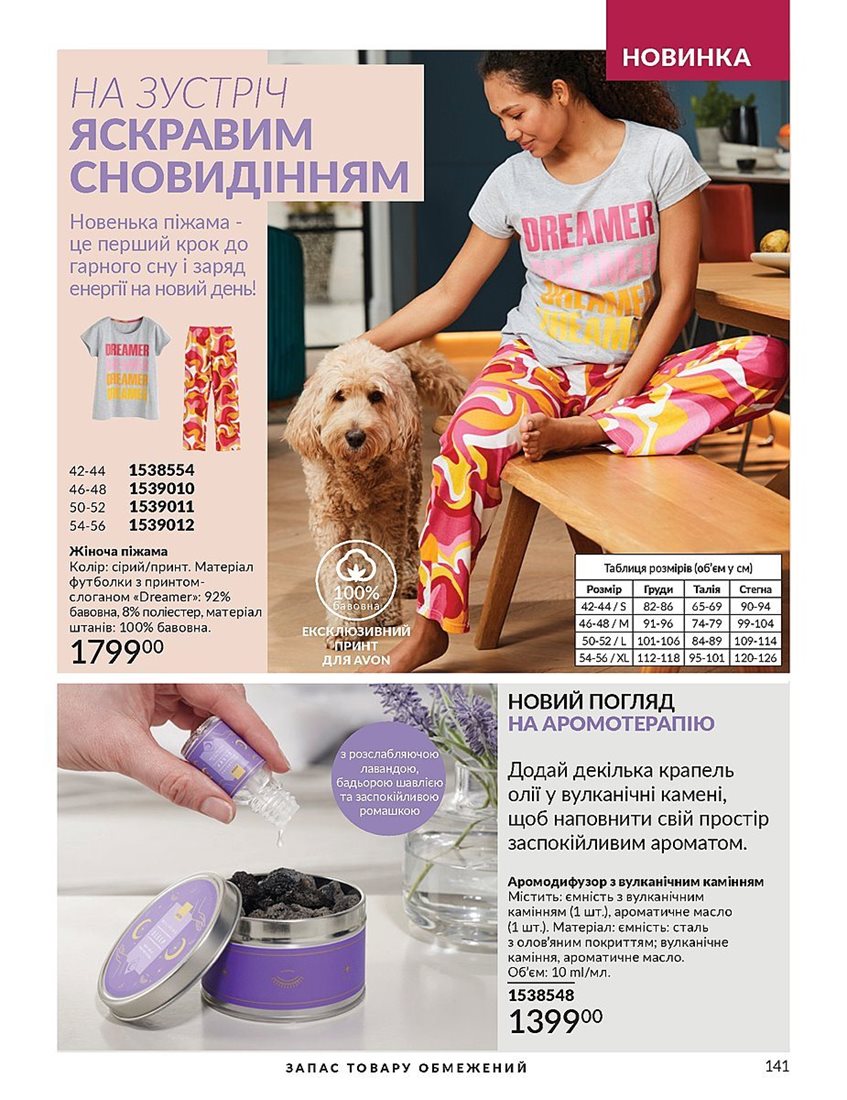 НОВИНКА
НА ЗУСТРІЧ
ЯСКРАВИМ
СНОВИДІННЯМ
Новенька піжама -
це перший крок до
гарного сну і заряд
енергії на новий день!
DREAMER
DREAMER
DREAMER
DREAMER
DREAMER
DREAMER
DREAMER
DREAMER
42-44 1538554
46-48 1539010
50-52 1539011
54-56 1539012
Жіноча піжама
Колір: сірий/принт. Матеріал
футболки з принтом-
слоганом «Dreamer»: 92%
бавовна, 8% поліестер, матеріал
штанів: 100% бавовна.
1799⁰⁰
100%
бавовна
ЕКСКЛЮЗИВНИЙ
ПРИНТ
ДЛЯ AVON
Таблиця розмірів (об'єм у см)
Розмір Груди Талія Стегна
42-44 / S 82-86 65-69 90-94
46-48 / M 91-96 74-79 99-104
50-52 / L 101-106 84-89 109-114
54-56 / XL 112-118 95-101 120-126
з розслабляючою
лавандою,
бадьорою шавлією
та заспокійливою
ромашкою
SLEEP
НОВИЙ ПОГЛЯД
НА АРОМОТЕРАПІЮ
Додай декілька крапель
олії у вулканічні камені,
щоб наповнити свій простір
заспокійливим ароматом.
Аромодифузор з вулканічним камінням
Містить: ємність з вулканічним
камінням (1 шт.), ароматичне масло
(1 шт.). Матеріал: ємність: сталь
з олов'яним покриттям; вулканічне
каміння, ароматичне масло.
Об'єм: 10 ml/мл.
1538548
1399⁰⁰
ЗАПАС ТОВАРУ ОБМЕЖЕНИЙ
141